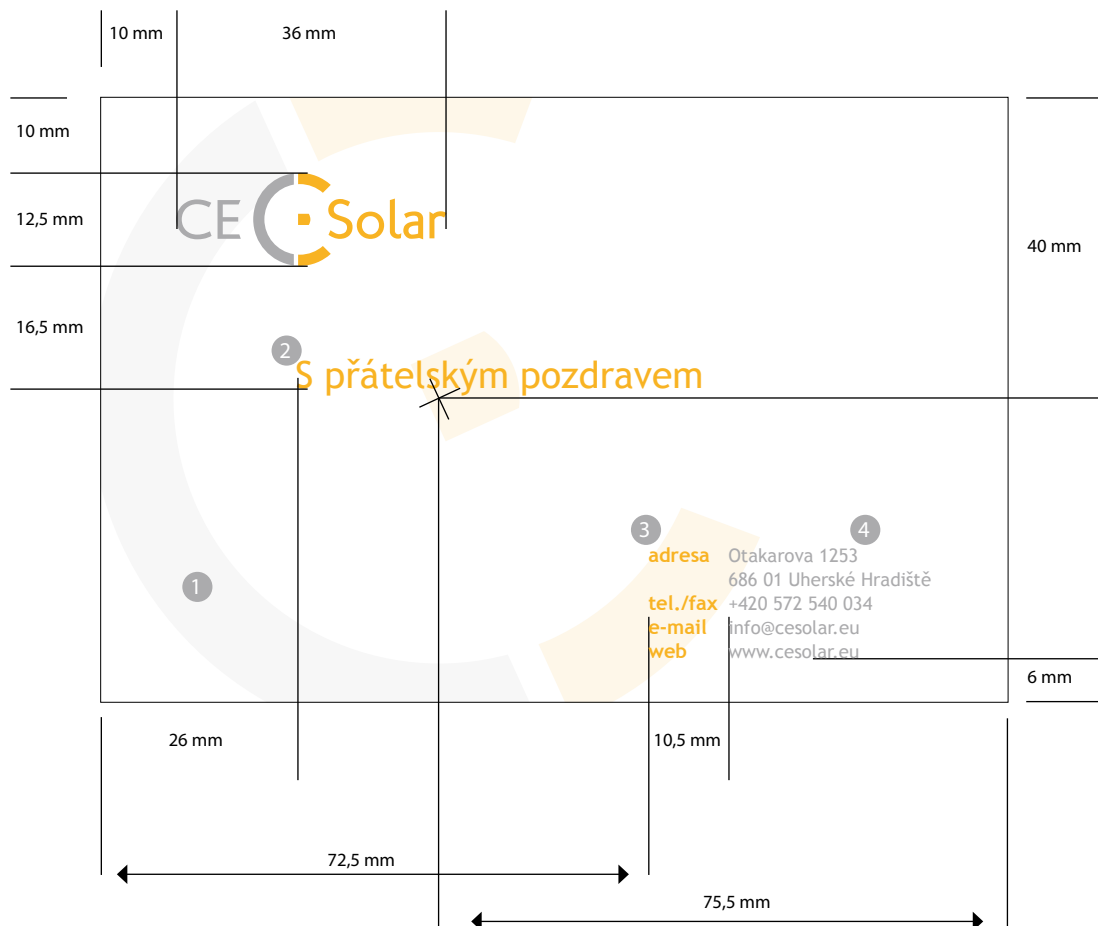 10 mm 36 mm
10 mm
12,5 mm
CE Solar
40 mm
16,5 mm
2
S přátelským pozdravem
3 4
adresa Otakarova 1253
686 01 Uherské Hradiště
1
tel./fax +420 572 540 034
e-mail info@cesolar.eu
web www.cesolar.eu
6 mm
26 mm 10,5 mm
72,5 mm
75,5 mm